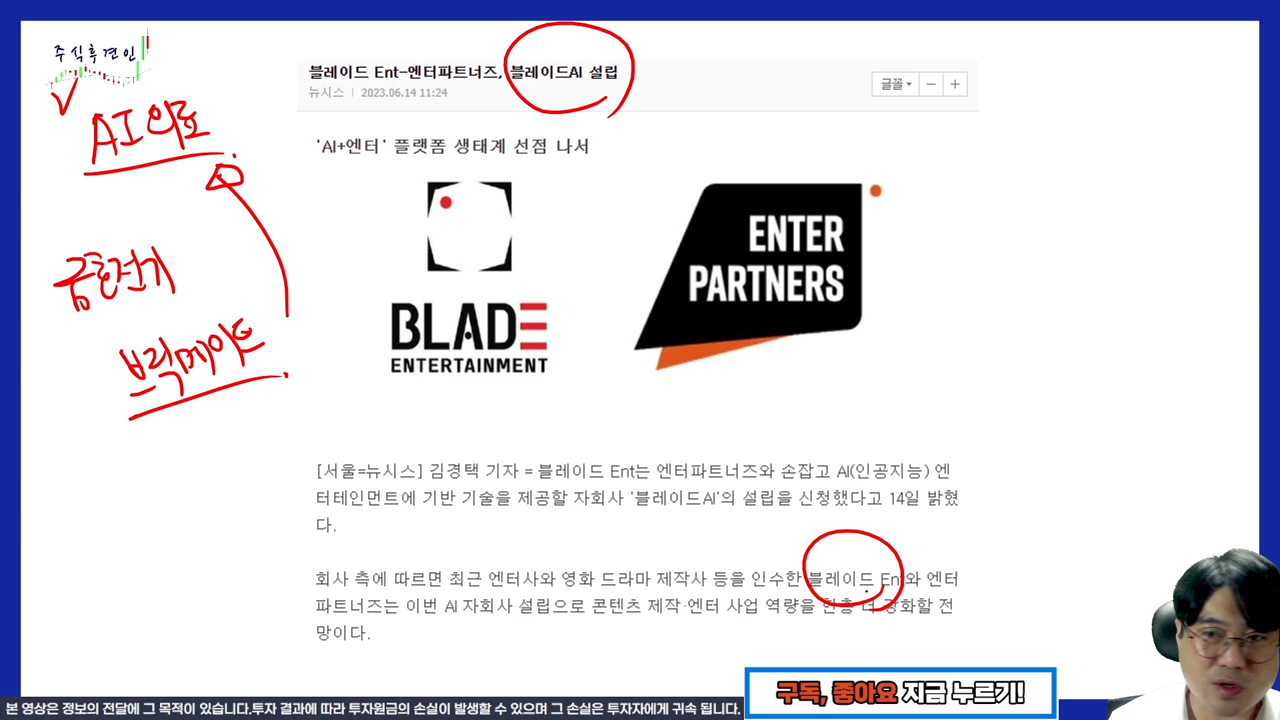 주식후견인
AI의료
금호전기
브릭메이트
블레이드 Ent-엔터파트너즈, 블레이드AI 설립
뉴시스 | 2023.06.14 11:24
글꼴 - +
'AI+엔터' 플랫폼 생태계 선점 나서
BLADE
ENTERTAINMENT
ENTER
PARTNERS
[서울=뉴시스] 김경택 기자 = 블레이드 Ent는 엔터파트너즈와 손잡고 AI(인공지능) 엔
터테인먼트에 기반 기술을 제공할 자회사 '블레이드AI'의 설립을 신청했다고 14일 밝혔
다.
회사 측에 따르면 최근 엔터사와 영화 드라마 제작사 등을 인수한 블레이드 Ent와 엔터
파트너즈는 이번 AI 자회사 설립으로 콘텐츠 제작·엔터 사업 역량을 한층 더 강화할 전
망이다.
구독, 좋아요 지금 누르기!
본 영상은 정보의 전달에 그 목적이 있습니다.투자 결과에 따라 투자원금의 손실이 발생할 수 있으며 그 손실은 투자자에게 귀속 됩니다.